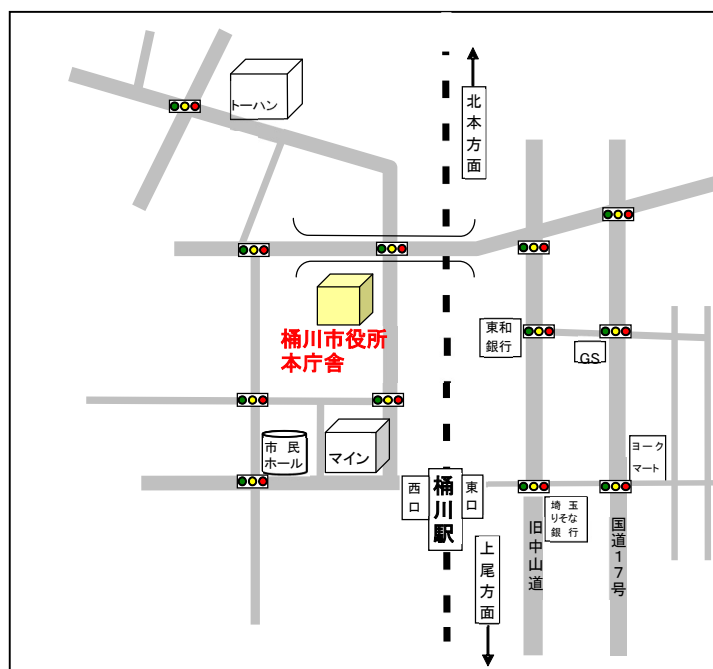 トーハン
北本方面
東和
銀行
GS
桶川市役所
本庁舎
市 民
ホール
マイン
ヨーク
マート
西口
桶川駅
東口
埼 玉
りそな
銀 行
旧中山道
国道17号
上尾方面